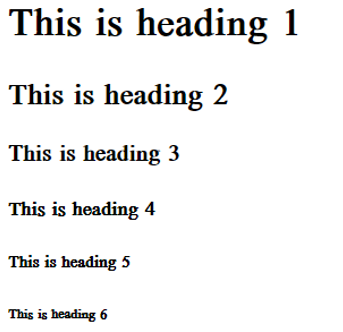 This is heading 1
This is heading 2
This is heading 3
This is heading 4
This is heading 5
This is heading 6